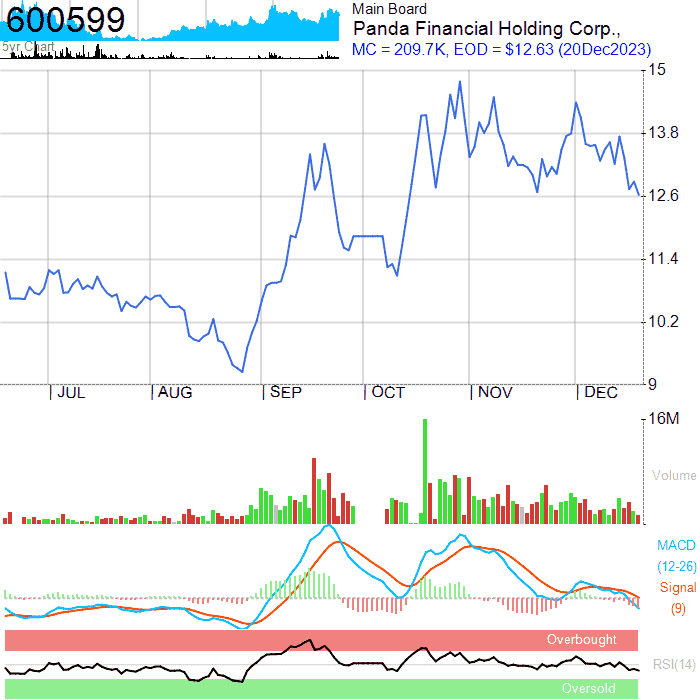 600599
5yr Chart
Main Board
Panda Financial Holding Corp.,
MC = 209.7K, EOD = $12.63 (20Dec2023)
15
13.8
12.6
11.4
10.2
9
JUL AUG SEP OCT NOV DEC
16M
Volume
MACD
(12-26)
Signal
(9)
Overbought
RSI(14)
Oversold